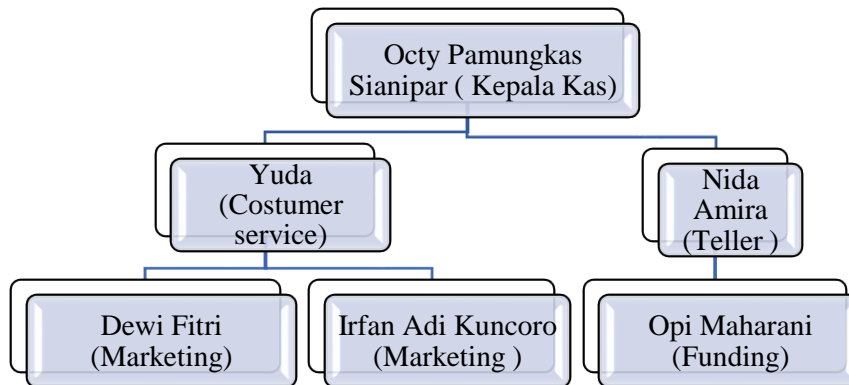 Octy Pamungkas
Sianipar ( Kepala Kas)
Yuda
(Costumer
service)
Nida
Amira
(Teller )
Dewi Fitri
(Marketing)
Irfan Adi Kuncoro
(Marketing )
Opi Maharani
(Funding)